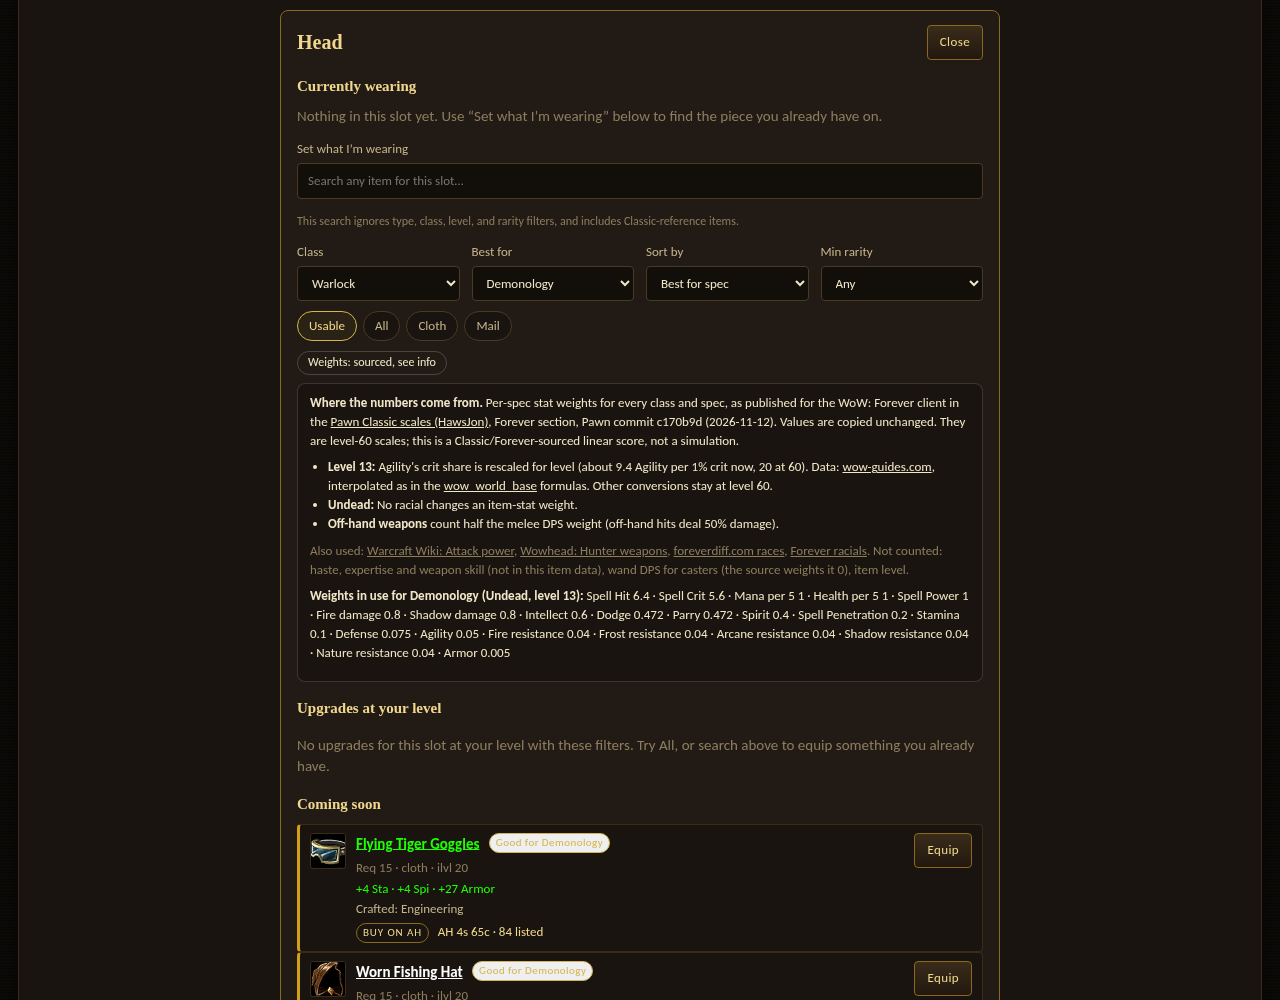 Head
Close
Currently wearing
Nothing in this slot yet. Use “Set what I’m wearing” below to find the piece you already have on.
Set what I’m wearing
Search any item for this slot…
This search ignores type, class, level, and rarity filters, and includes Classic-reference items.
Class Best for Sort by Min rarity
Warlock Demonology Best for spec Any
Usable All Cloth Mail
Weights: sourced, see info
Where the numbers come from. Per-spec stat weights for every class and spec, as published for the WoW: Forever client in
the Pawn Classic scales (HawsJon), Forever section, Pawn commit c170b9d (2026-11-12). Values are copied unchanged. They
are level-60 scales; this is a Classic/Forever-sourced linear score, not a simulation.
• Level 13: Agility's crit share is rescaled for level (about 9.4 Agility per 1% crit now, 20 at 60). Data: wow-guides.com,
interpolated as in the wow_world_base formulas. Other conversions stay at level 60.
• Undead: No racial changes an item-stat weight.
• Off-hand weapons count half the melee DPS weight (off-hand hits deal 50% damage).
Also used: Warcraft Wiki: Attack power, Wowhead: Hunter weapons, foreverdiff.com races, Forever racials. Not counted:
haste, expertise and weapon skill (not in this item data), wand DPS for casters (the source weights it 0), item level.
Weights in use for Demonology (Undead, level 13): Spell Hit 6.4 · Spell Crit 5.6 · Mana per 5 1 · Health per 5 1 · Spell Power 1
· Fire damage 0.8 · Shadow damage 0.8 · Intellect 0.6 · Dodge 0.472 · Parry 0.472 · Spirit 0.4 · Spell Penetration 0.2 · Stamina
0.1 · Defense 0.075 · Agility 0.05 · Fire resistance 0.04 · Frost resistance 0.04 · Arcane resistance 0.04 · Shadow resistance 0.04
· Nature resistance 0.04 · Armor 0.005
Upgrades at your level
No upgrades for this slot at your level with these filters. Try All, or search above to equip something you already
have.
Coming soon
Flying Tiger Goggles Good for Demonology
Equip
Req 15 · cloth · ilvl 20
+4 Sta · +4 Spi · +27 Armor
Crafted: Engineering
BUY ON AH AH 4s 65c · 84 listed
Worn Fishing Hat Good for Demonology
Equip
Req 15 · cloth · ilvl 20